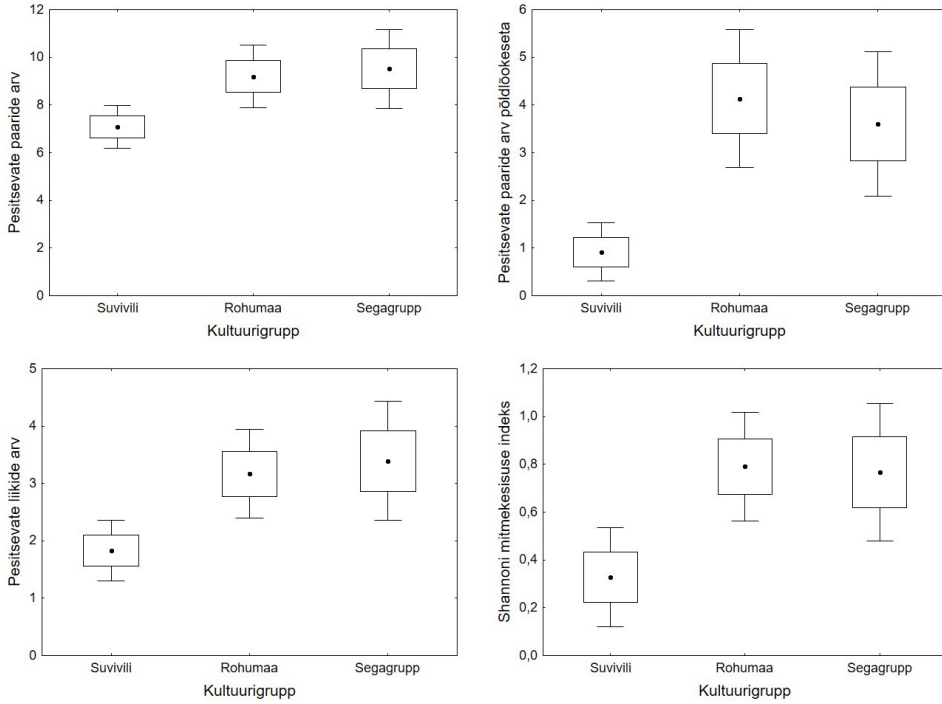 Pesitsevate paaride arv
12
10
8
6
4
2
0
Suvivili Rohumaa Segagrupp
Kultuurigrupp
Pesitsevate paaride arv põldlõokeseta
6
5
4
3
2
1
0
Suvivili Rohumaa Segagrupp
Kultuurigrupp
Pesitsevate liikide arv
5
4
3
2
1
0
Suvivili Rohumaa Segagrupp
Kultuurigrupp
Shannoni mitmekesisuse indeks
1,2
1,0
0,8
0,6
0,4
0,2
0,0
Suvivili Rohumaa Segagrupp
Kultuurigrupp